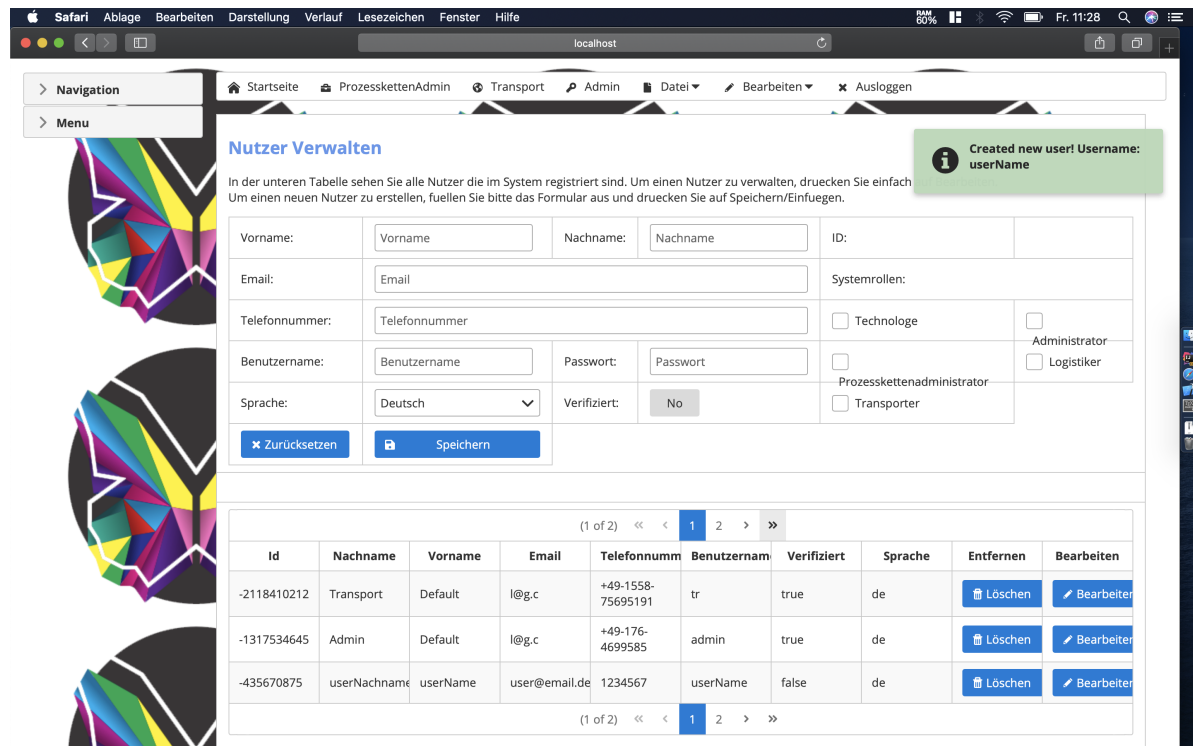 Safari Ablage Bearbeiten Darstellung Verlauf Lesezeichen Fenster Hilfe RAM 60% Fr. 11:28
localhost
Navigation
Menu
Startseite ProzesskettenAdmin Transport Admin Datei Bearbeiten Ausloggen
Nutzer Verwalten
Created new user! Username:
userName
In der unteren Tabelle sehen Sie alle Nutzer die im System registriert sind. Um einen Nutzer zu verwalten, druecken Sie einfach
Um einen neuen Nutzer zu erstellen, fuellen Sie bitte das Formular aus und druecken Sie auf Speichern/Einfuegen.
Vorname: Vorname Nachname: Nachname ID:
Email: Email Systemrollen:
Telefonnummer: Telefonnummer Technologe Administrator
Benutzername: Benutzername Passwort: Passwort Prozesskettenadministrator Logistiker
Sprache: Deutsch Verifiziert: No Transporter
Zurücksetzen Speichern
(1 of 2) 1 2
Id Nachname Vorname Email Telefonnumm Benutzernam Verifiziert Sprache Entfernen Bearbeiten
-2118410212 Transport Default l@g.c +49-1558-75695191 tr true de Löschen Bearbeiten
-1317534645 Admin Default l@g.c +49-176-4699585 admin true de Löschen Bearbeiten
-435670875 userNachname userName user@email.de 1234567 userName false de Löschen Bearbeiten
(1 of 2) 1 2